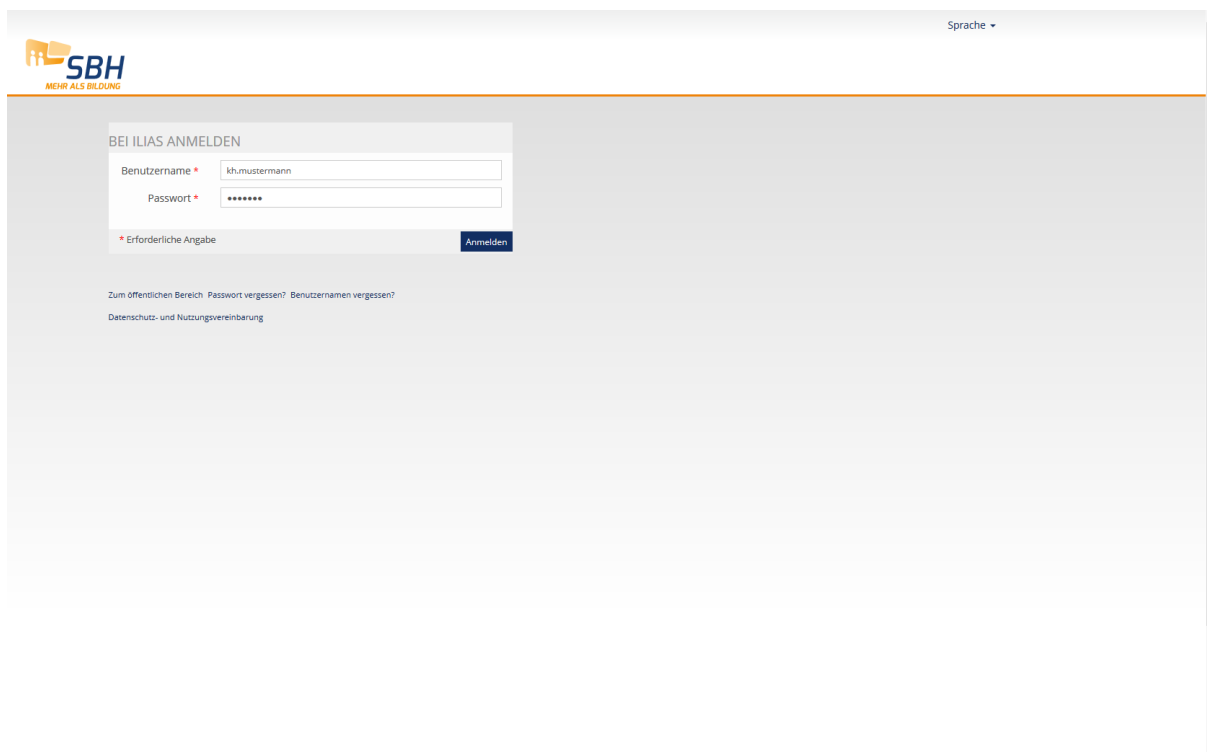 Sprache
SBH
MEHR ALS BILDUNG
BEI ILIAS ANMELDEN
Benutzername * kh.mustermann
Passwort * •••••••
* Erforderliche Angabe Anmelden
Zum öffentlichen Bereich Passwort vergessen? Benutzernamen vergessen?
Datenschutz- und Nutzungsvereinbarung